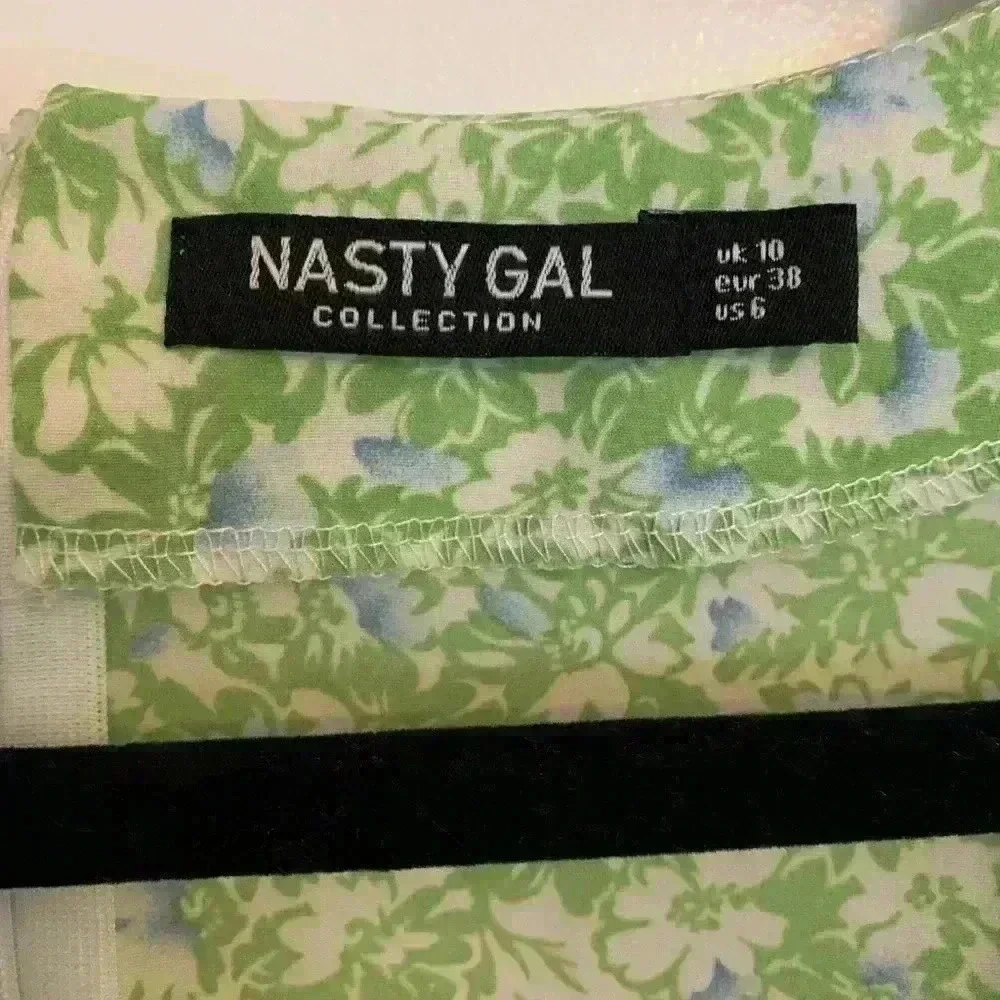 NASTY GAL
COLLECTION
uk 10
eur 38
us 6